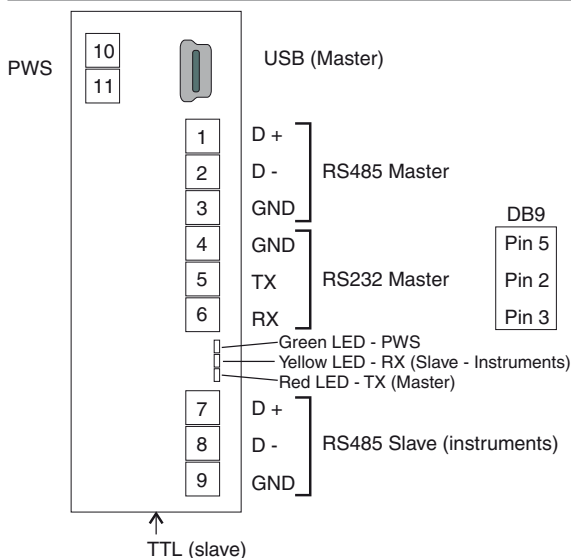 10
PWS
11
USB (Master)
1 D +
2 D - RS485 Master
3 GND
DB9
4 GND Pin 5
5 TX RS232 Master Pin 2
6 RX Pin 3
Green LED - PWS
Yellow LED - RX (Slave - Instruments)
Red LED - TX (Master)
7 D +
8 D - RS485 Slave (instruments)
9 GND
TTL (slave)